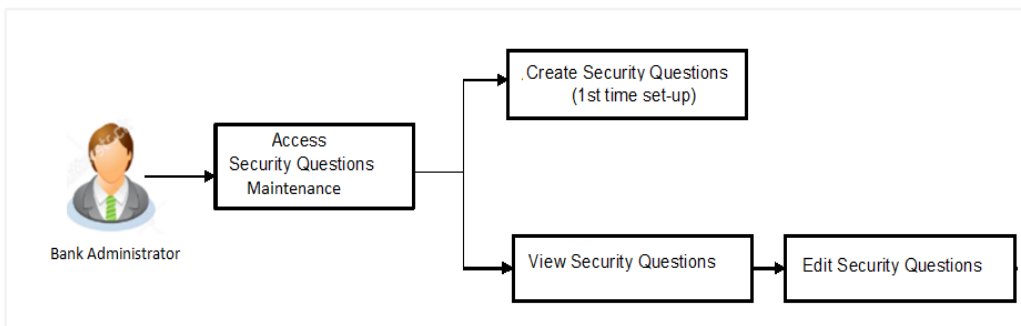 Create Security Questions
(1st time set-up)
Access
Security Questions
Maintenance
Bank Administrator
View Security Questions
Edit Security Questions